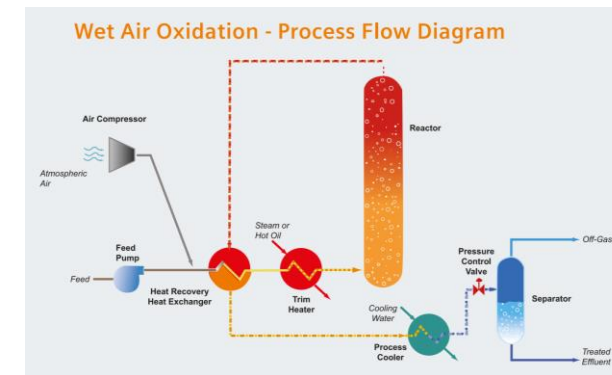 Wet Air Oxidation - Process Flow Diagram
Air Compressor
Reactor
Atmospheric
Air
Steam or
Hot Oil
Feed
Pump
Pressure
Control
Valve
Off-Gas
Feed
Heat Recovery
Heat Exchanger
Trim
Heater
Cooling
Water
Separator
Process
Cooler
Treated
Effluent